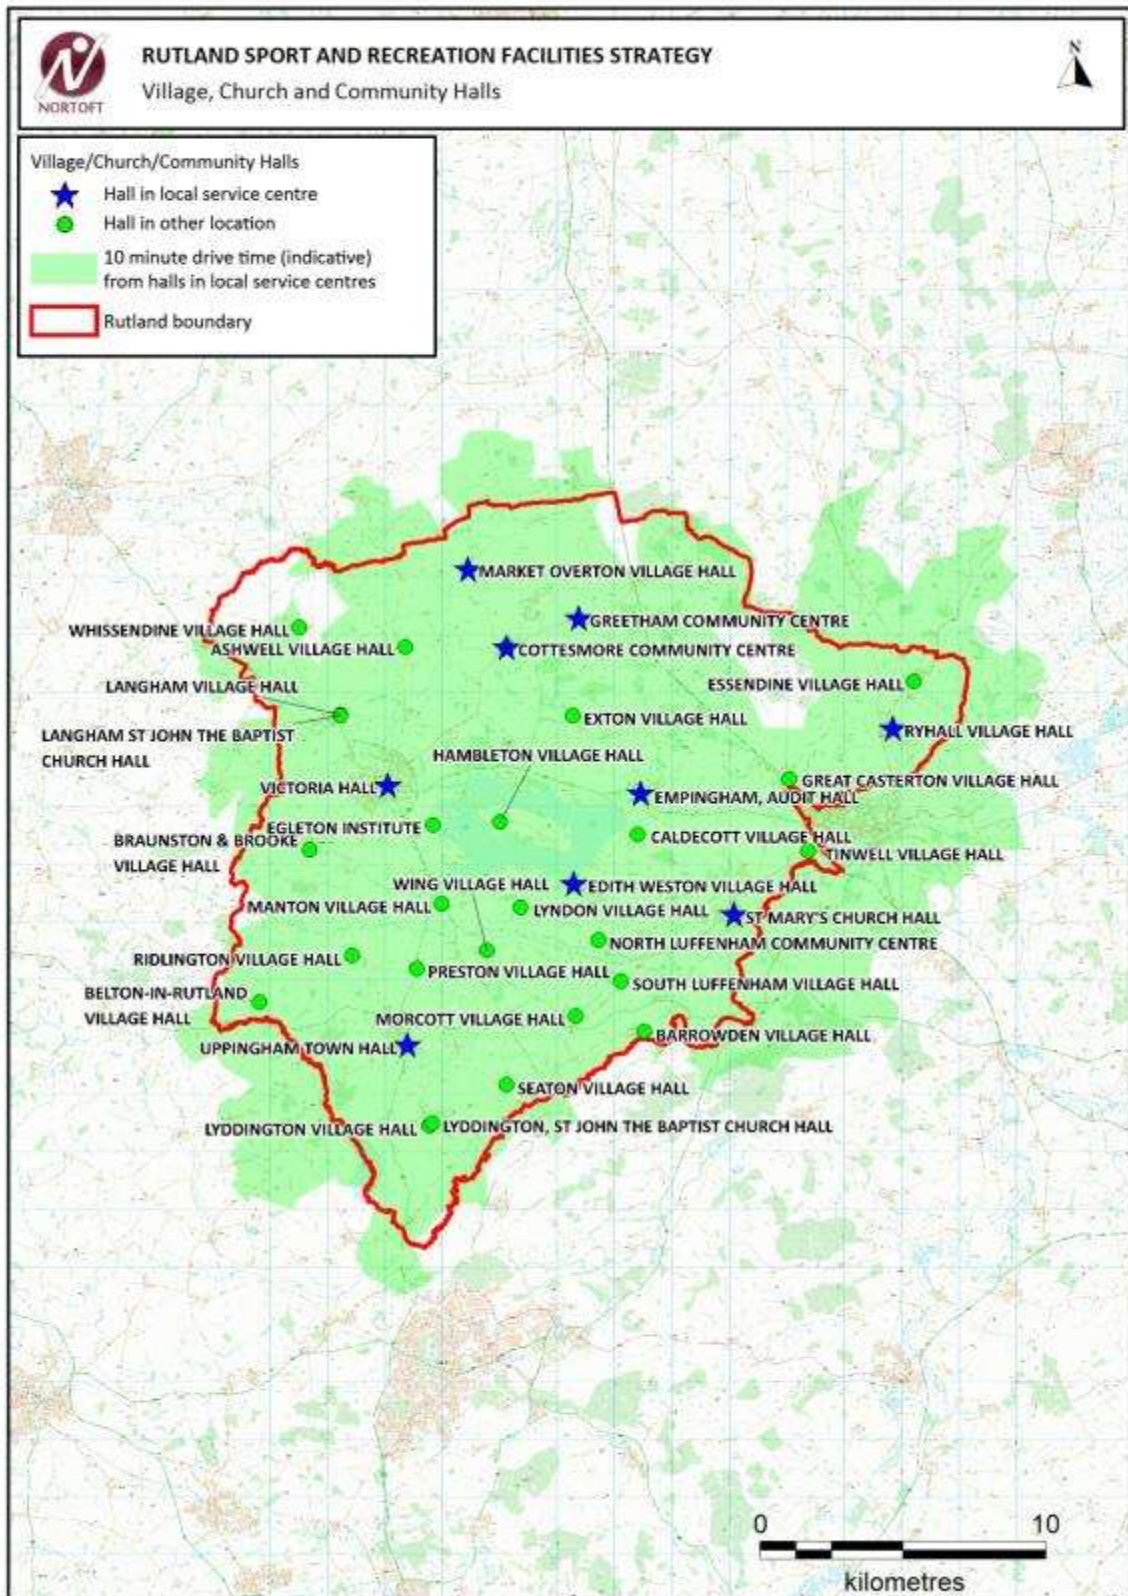 RUTLAND SPORT AND RECREATION FACILITIES STRATEGY
Village, Church and Community Halls
NORTOFT
N
Village/Church/Community Halls
Hall in local service centre
Hall in other location
10 minute drive time (indicative)
from halls in local service centres
Rutland boundary
MARKET OVERTON VILLAGE HALL
GREETHAM COMMUNITY CENTRE
WHISSENDINE VILLAGE HALL
ASHWELL VILLAGE HALL
COTTESMORE COMMUNITY CENTRE
LANGHAM VILLAGE HALL
ESSENDINE VILLAGE HALL
EXTON VILLAGE HALL
LANGHAM ST JOHN THE BAPTIST
CHURCH HALL
RYHALL VILLAGE HALL
HAMBLETON VILLAGE HALL
VICTORIA HALL
GREAT CASTERTON VILLAGE HALL
EMPINGHAM, AUDIT HALL
EGLETON INSTITUTE
BRAUNSTON & BROOKE
VILLAGE HALL
CALDECOTT VILLAGE HALL
TINWELL VILLAGE HALL
WING VILLAGE HALL
EDITH WESTON VILLAGE HALL
MANTON VILLAGE HALL
LYNDON VILLAGE HALL
ST MARY'S CHURCH HALL
NORTH LUFFENHAM COMMUNITY CENTRE
RIDLINGTON VILLAGE HALL
PRESTON VILLAGE HALL
SOUTH LUFFENHAM VILLAGE HALL
BELTON-IN-RUTLAND
VILLAGE HALL
MORCOTT VILLAGE HALL
BARROWDEN VILLAGE HALL
UPPINGHAM TOWN HALL
SEATON VILLAGE HALL
LYDDINGTON VILLAGE HALL
LYDDINGTON, ST JOHN THE BAPTIST CHURCH HALL
0 10
kilometres